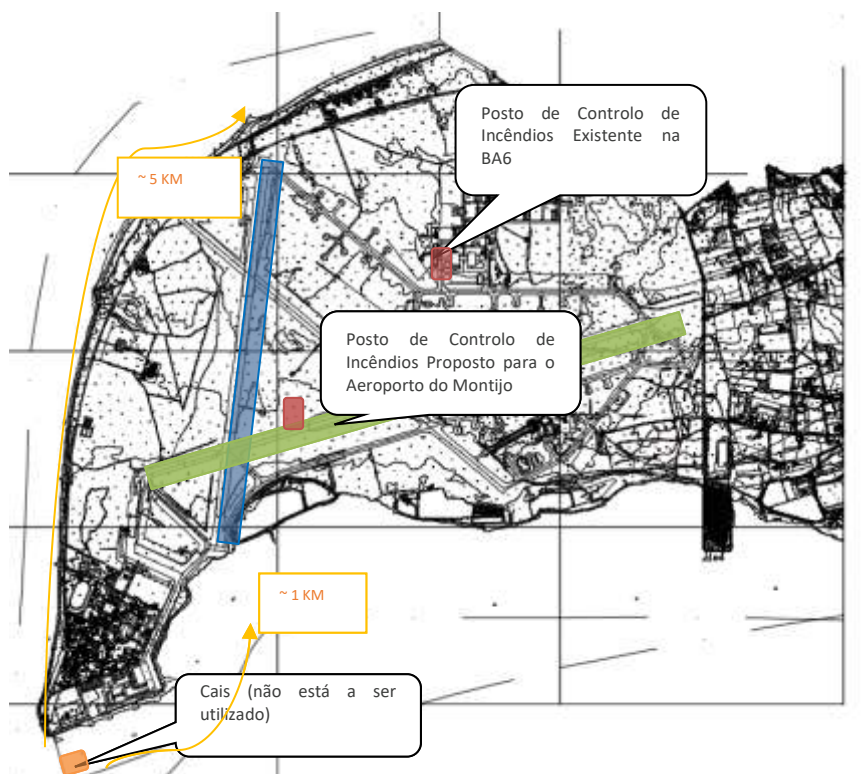 Posto de Controlo de
Incêndios Existente na
BA6
~ 5 KM
Posto de Controlo de
Incêndios Proposto para o
Aeroporto do Montijo
~ 1 KM
Cais (não está a ser
utilizado)